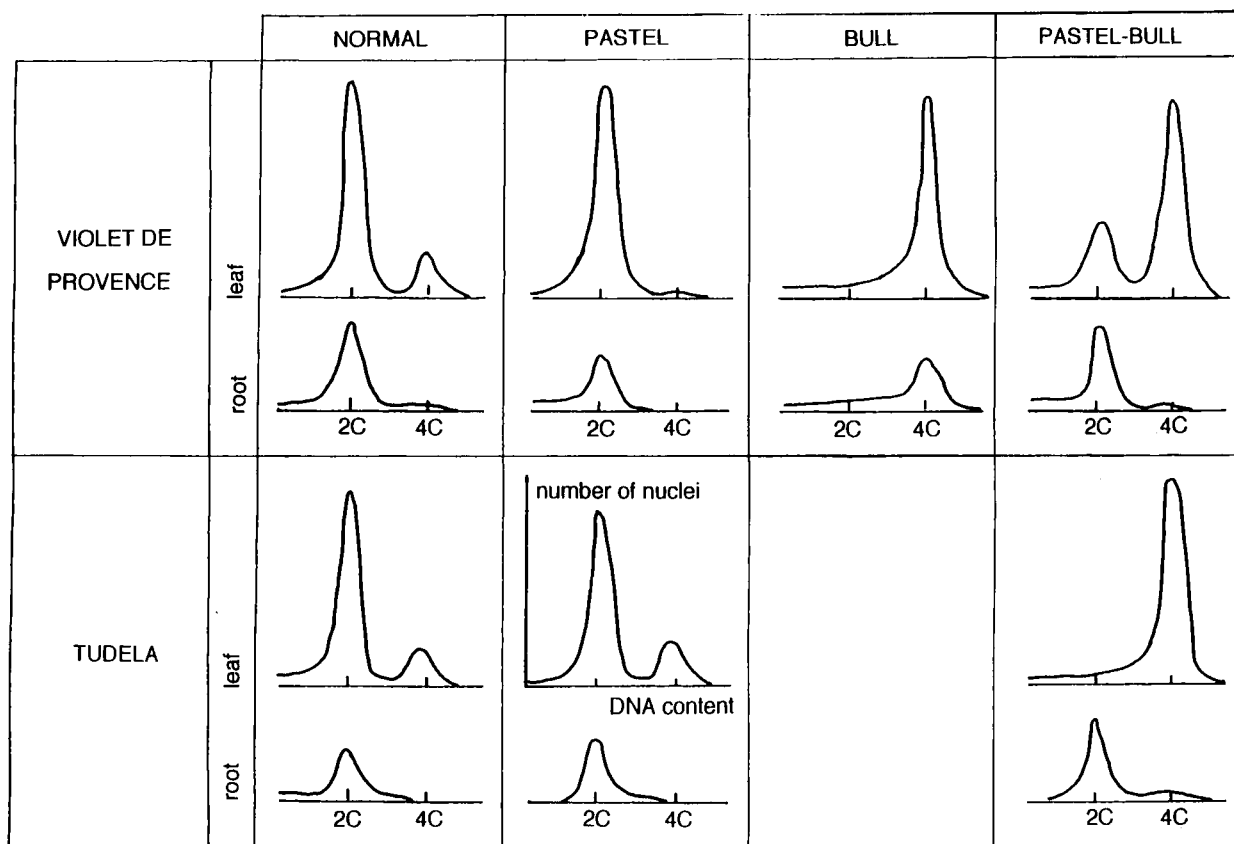 NORMAL PASTEL BULL PASTEL-BULL
VIOLET DE
PROVENCE
leaf
root
2C 4C 2C 4C 2C 4C 2C 4C
TUDELA
leaf
number of nuclei
DNA content
root
2C 4C 2C 4C 2C 4C